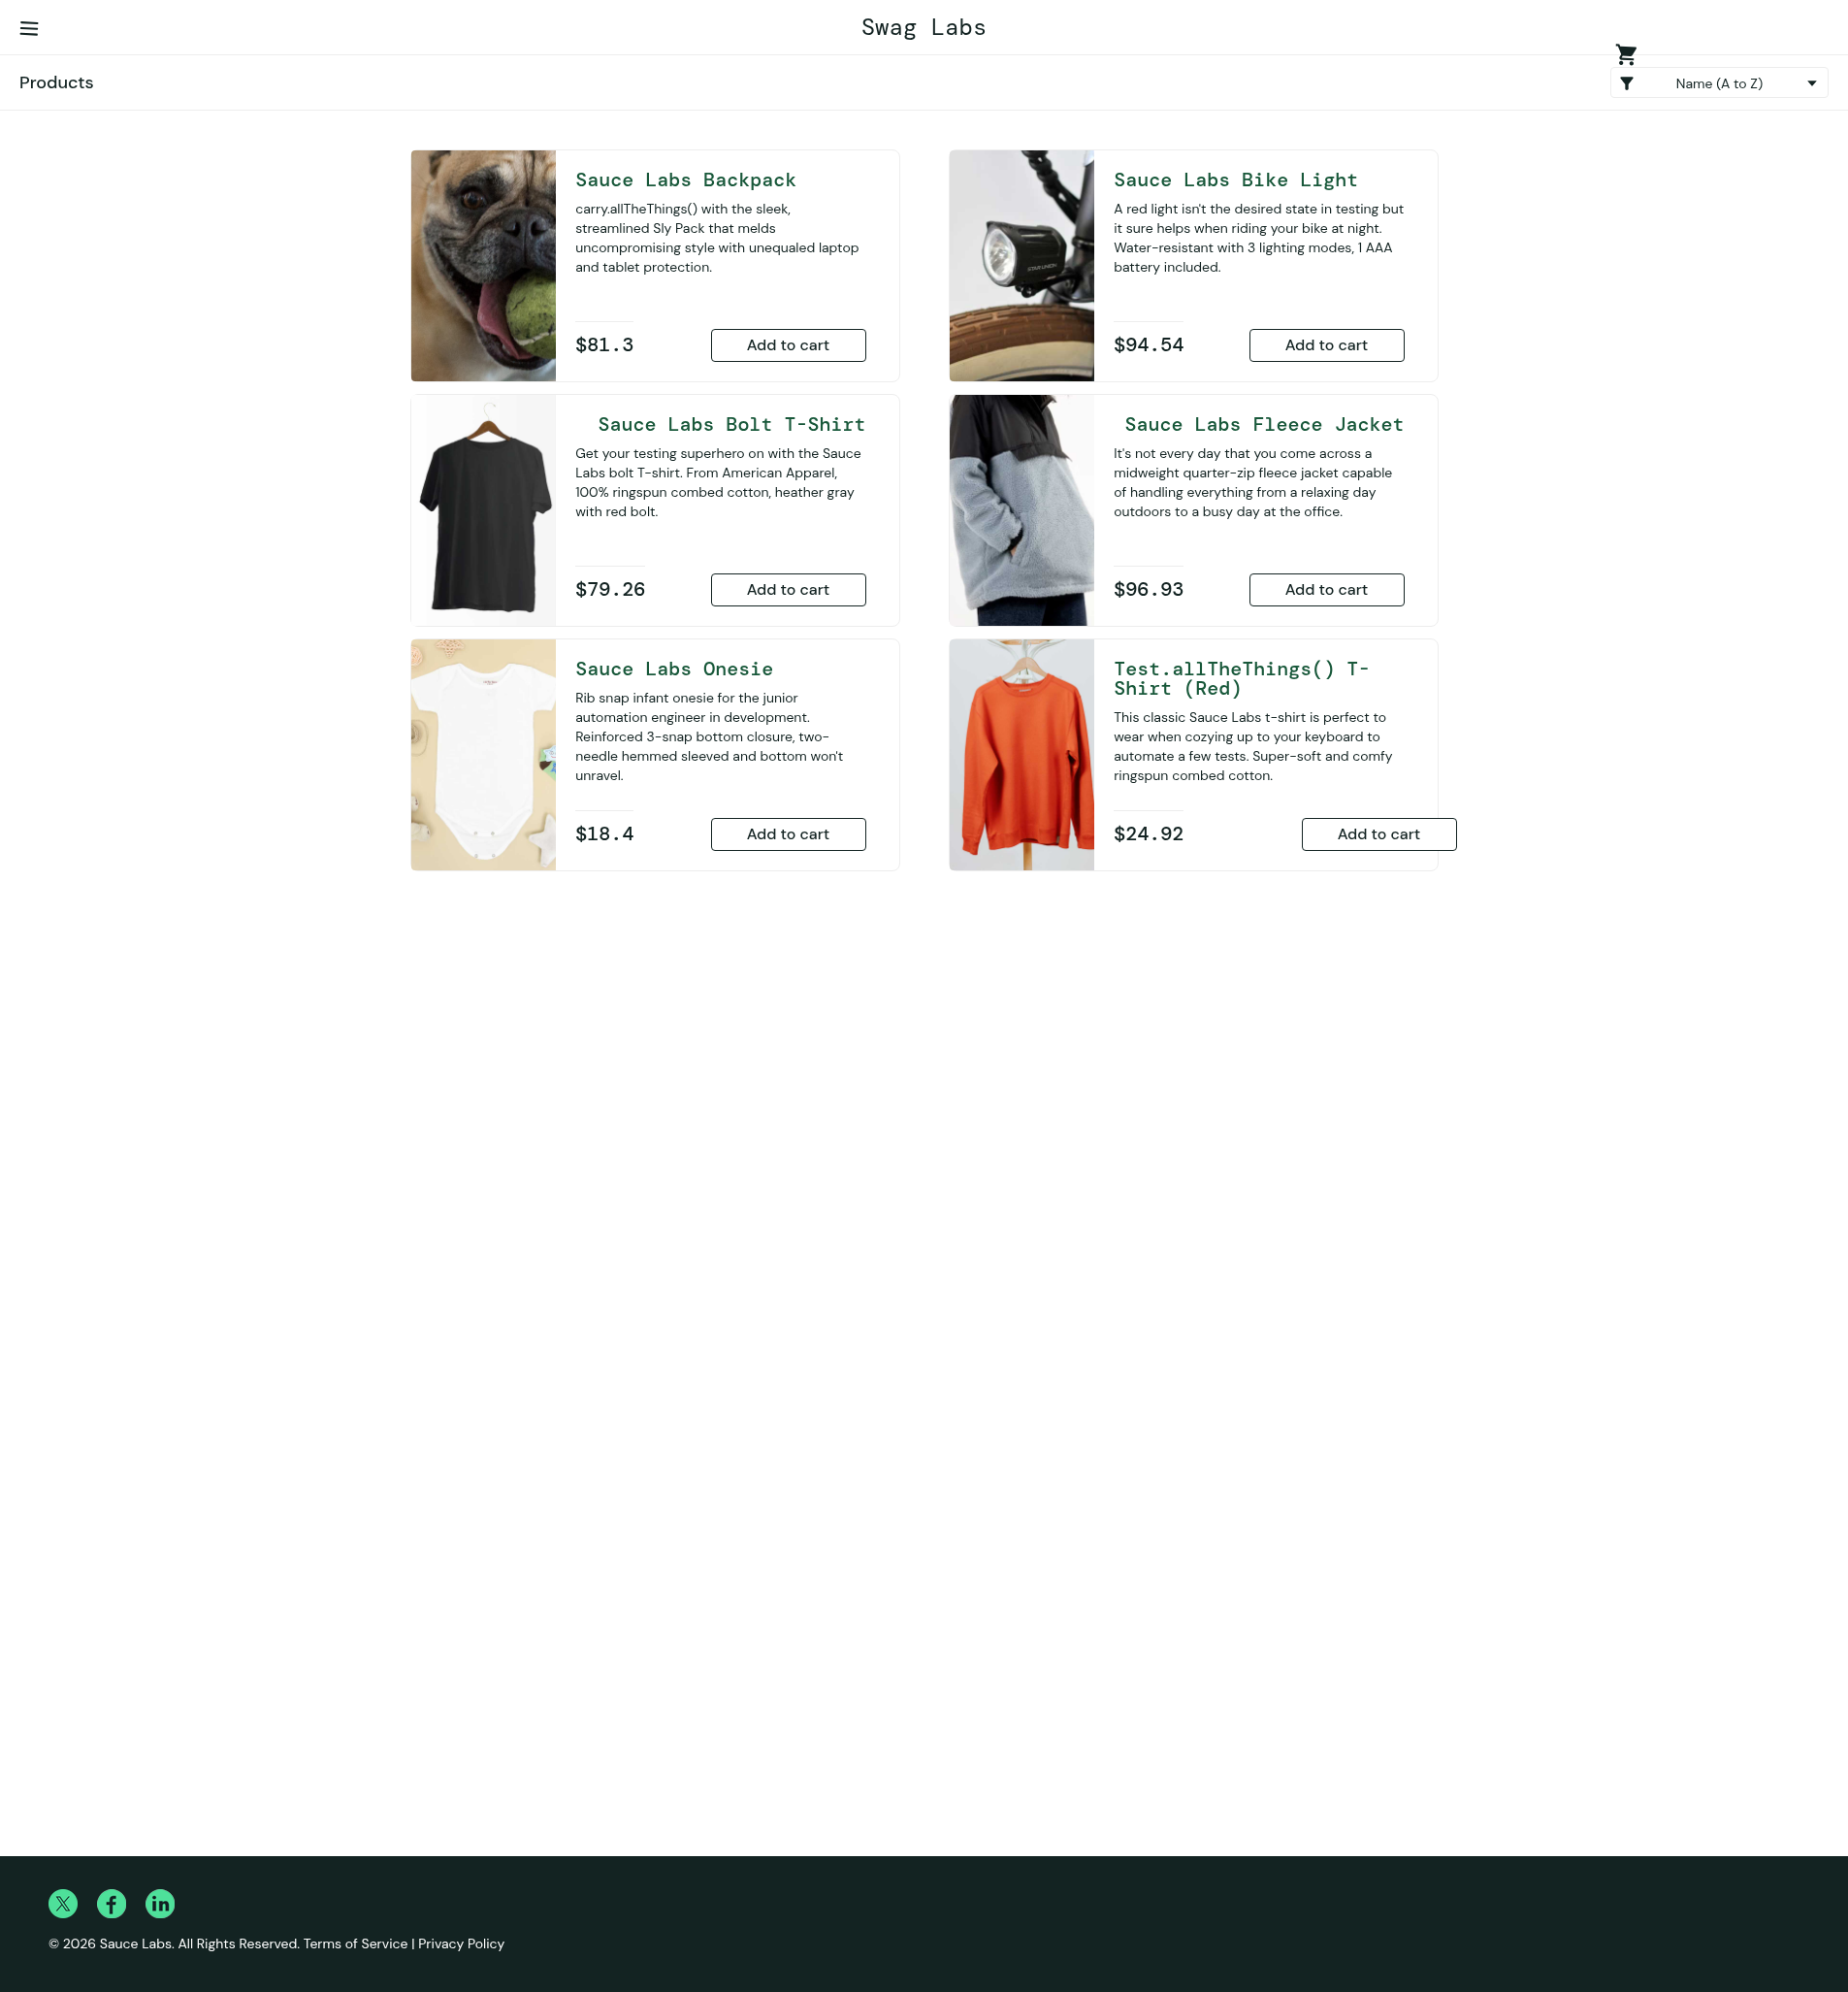 Swag Labs
Products
Name (A to Z)
Sauce Labs Backpack
carry.allTheThings() with the sleek,
streamlined Sly Pack that melds
uncompromising style with unequaled laptop
and tablet protection.
$81.3
Add to cart
Sauce Labs Bike Light
A red light isn't the desired state in testing but
it sure helps when riding your bike at night.
Water-resistant with 3 lighting modes, 1 AAA
battery included.
$94.54
Add to cart
Sauce Labs Bolt T-Shirt
Get your testing superhero on with the Sauce
Labs bolt T-shirt. From American Apparel,
100% ringspun combed cotton, heather gray
with red bolt.
$79.26
Add to cart
Sauce Labs Fleece Jacket
It's not every day that you come across a
midweight quarter-zip fleece jacket capable
of handling everything from a relaxing day
outdoors to a busy day at the office.
$96.93
Add to cart
Sauce Labs Onesie
Rib snap infant onesie for the junior
automation engineer in development.
Reinforced 3-snap bottom closure, two-
needle hemmed sleeved and bottom won't
unravel.
$18.4
Add to cart
Test.allTheThings() T-
Shirt (Red)
This classic Sauce Labs t-shirt is perfect to
wear when cozying up to your keyboard to
automate a few tests. Super-soft and comfy
ringspun combed cotton.
$24.92
Add to cart
© 2026 Sauce Labs. All Rights Reserved. Terms of Service | Privacy Policy